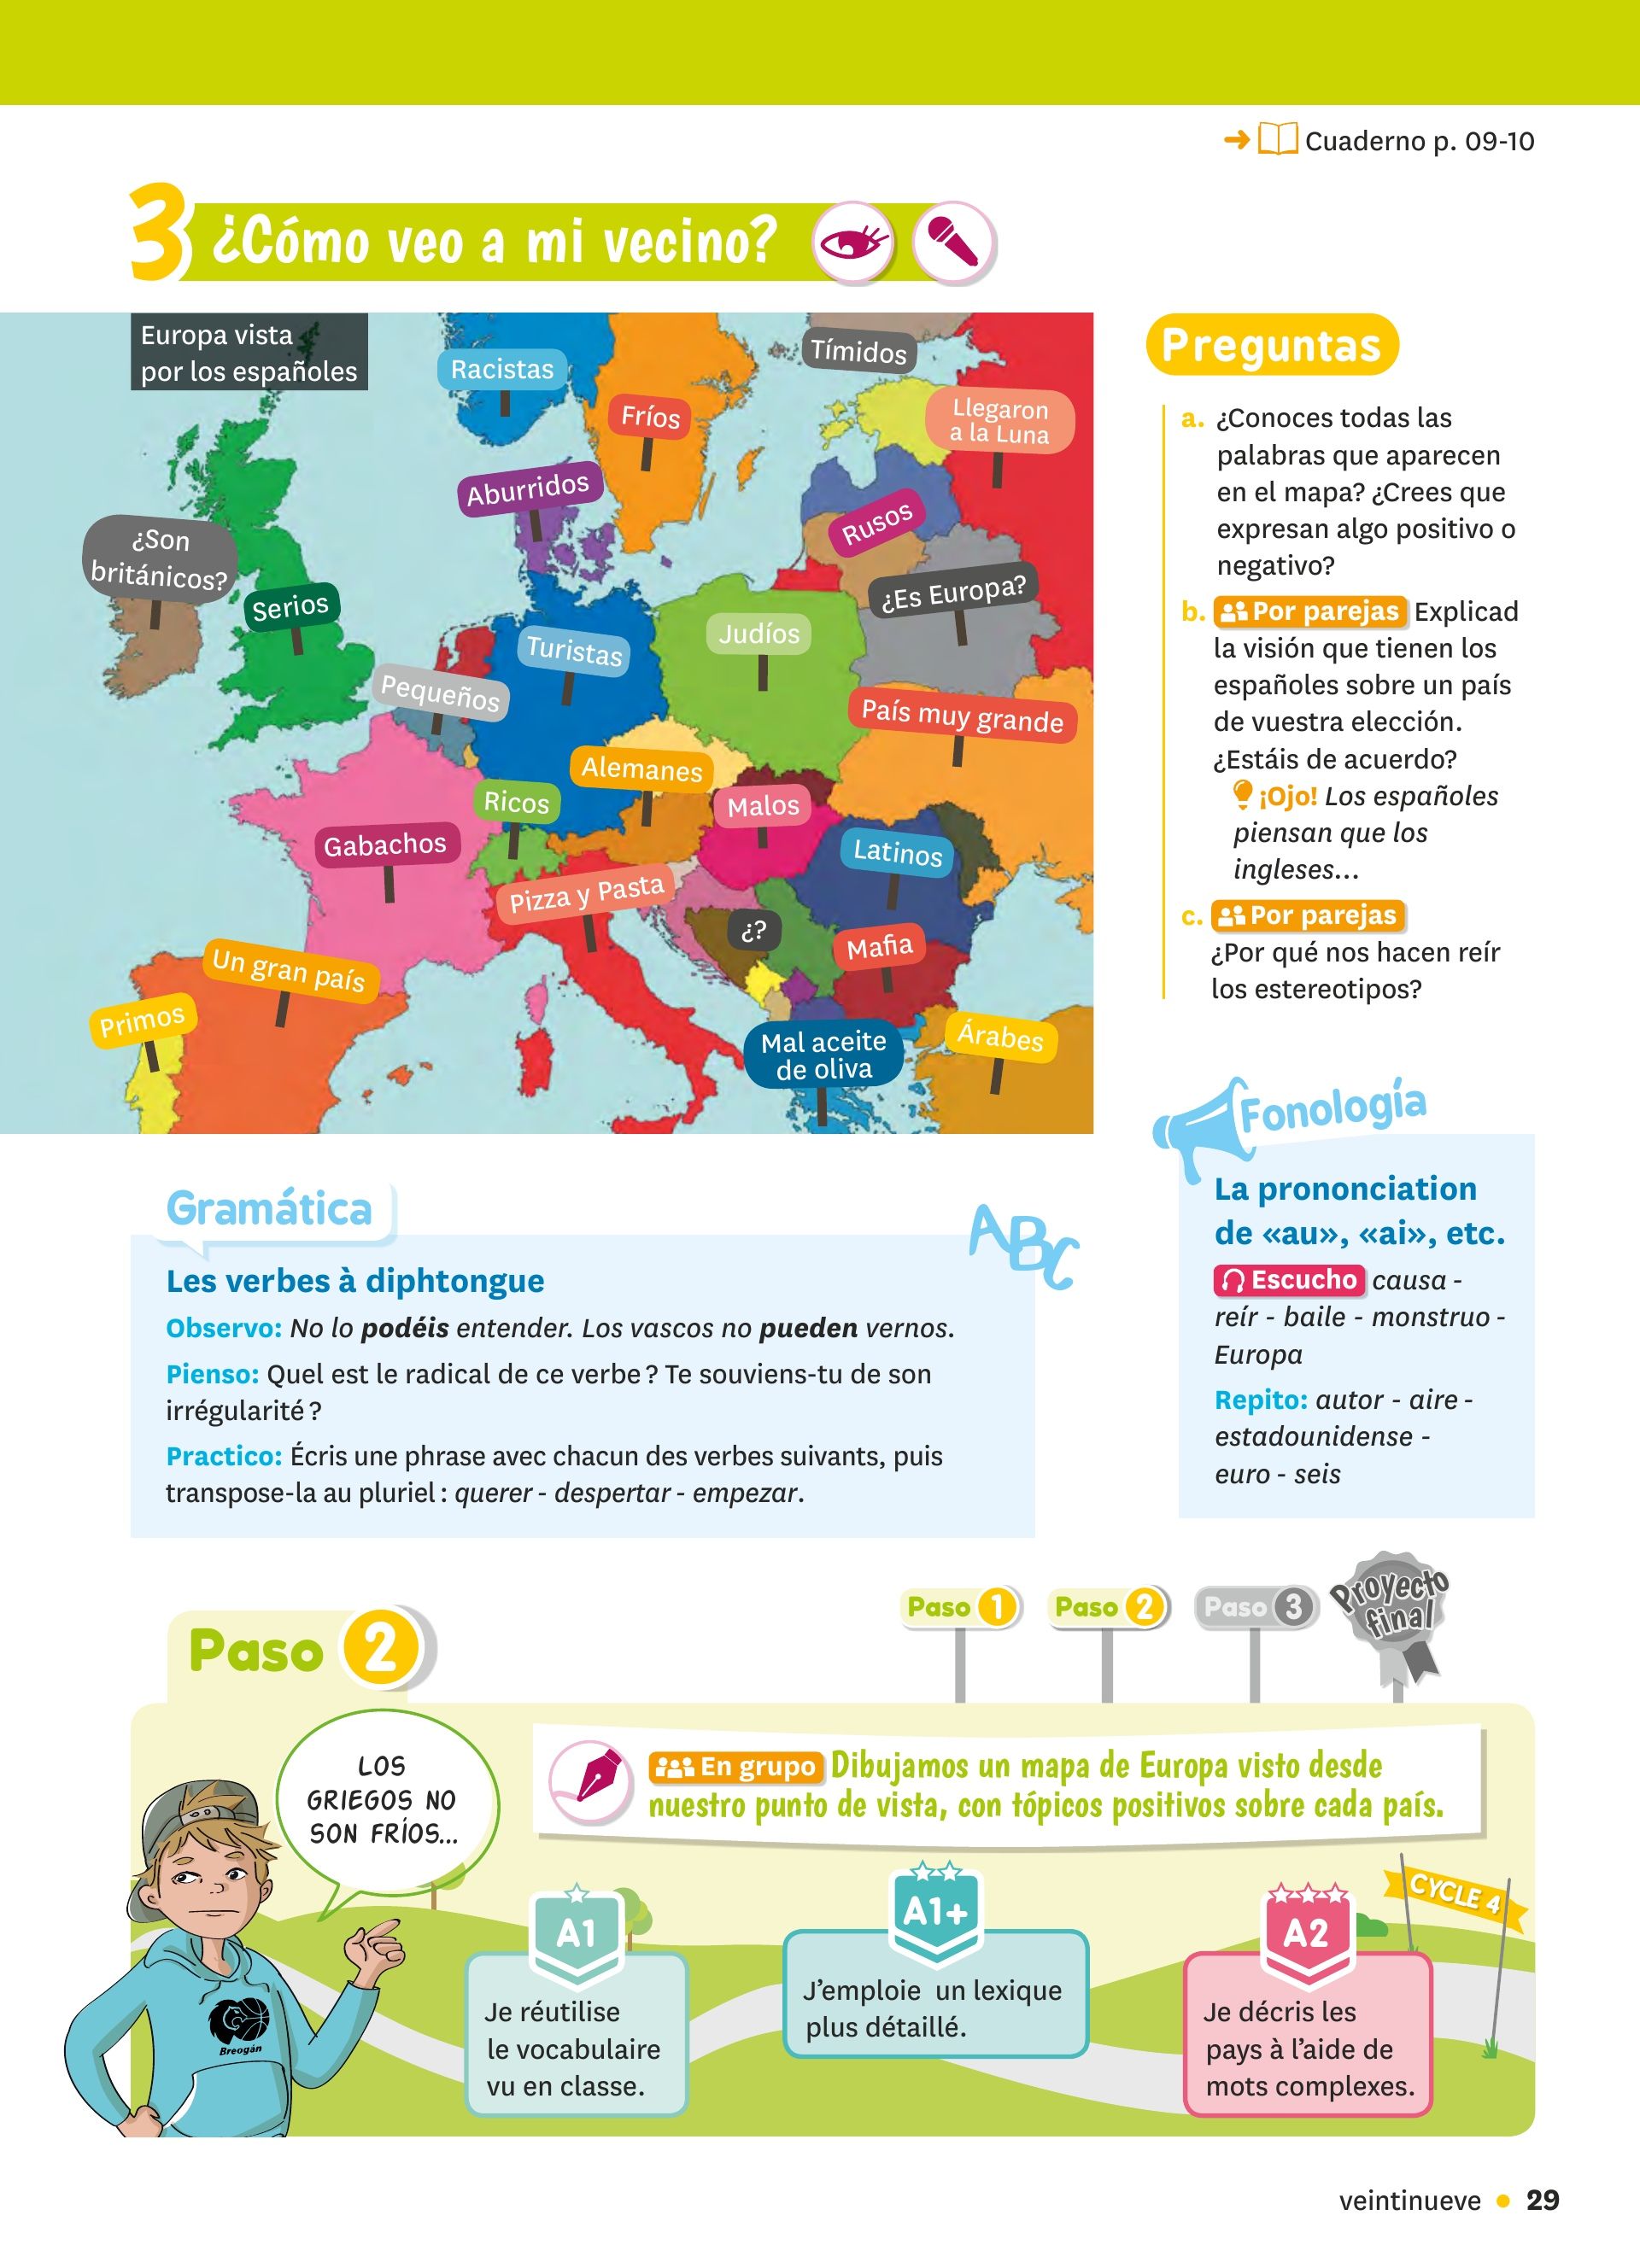 Cuaderno p. 09-10
3 ¿Cómo veo a mi vecino?
Europa vista
por los españoles
Racistas
Tímidos
Fríos
Llegaron
a la Luna
Aburridos
Rusos
¿Son
británicos?
Serios
¿Es Europa?
Turistas
Judíos
Pequeños
País muy grande
Alemanes
Ricos
Malos
Gabachos
Latinos
Pizza y Pasta
¿?
Mafia
Un gran país
Primos
Mal aceite
de oliva
Árabes
Preguntas
a. ¿Conoces todas las
palabras que aparecen
en el mapa? ¿Crees que
expresan algo positivo o
negativo?
b. Por parejas Explicad
la visión que tienen los
españoles sobre un país
de vuestra elección.
¿Estáis de acuerdo?
¡Ojo! Los españoles
piensan que los
ingleses...
c. Por parejas
¿Por qué nos hacen reír
los estereotipos?
Fonología
La prononciation
de «au», «ai», etc.
Escucho causa -
reír - baile - monstruo -
Europa
Repito: autor - aire -
estadounidense -
euro - seis
Gramática
ABC
Les verbes à diphtongue
Observo: No lo podéis entender. Los vascos no pueden vernos.
Pienso: Quel est le radical de ce verbe ? Te souviens-tu de son
irrégularité ?
Practico: Écris une phrase avec chacun des verbes suivants, puis
transpose-la au pluriel : querer - despertar - empezar.
Paso 1
Paso 2
Paso 3
Proyecto
final
Paso 2
LOS
GRIEGOS NO
SON FRÍOS...
En grupo Dibujamos un mapa de Europa visto desde
nuestro punto de vista, con tópicos positivos sobre cada país.
Breogán
A1
Je réutilise
le vocabulaire
vu en classe.
A1+
J'emploie un lexique
plus détaillé.
A2
Je décris les
pays à l'aide de
mots complexes.
CYCLE 4
veintinueve • 29